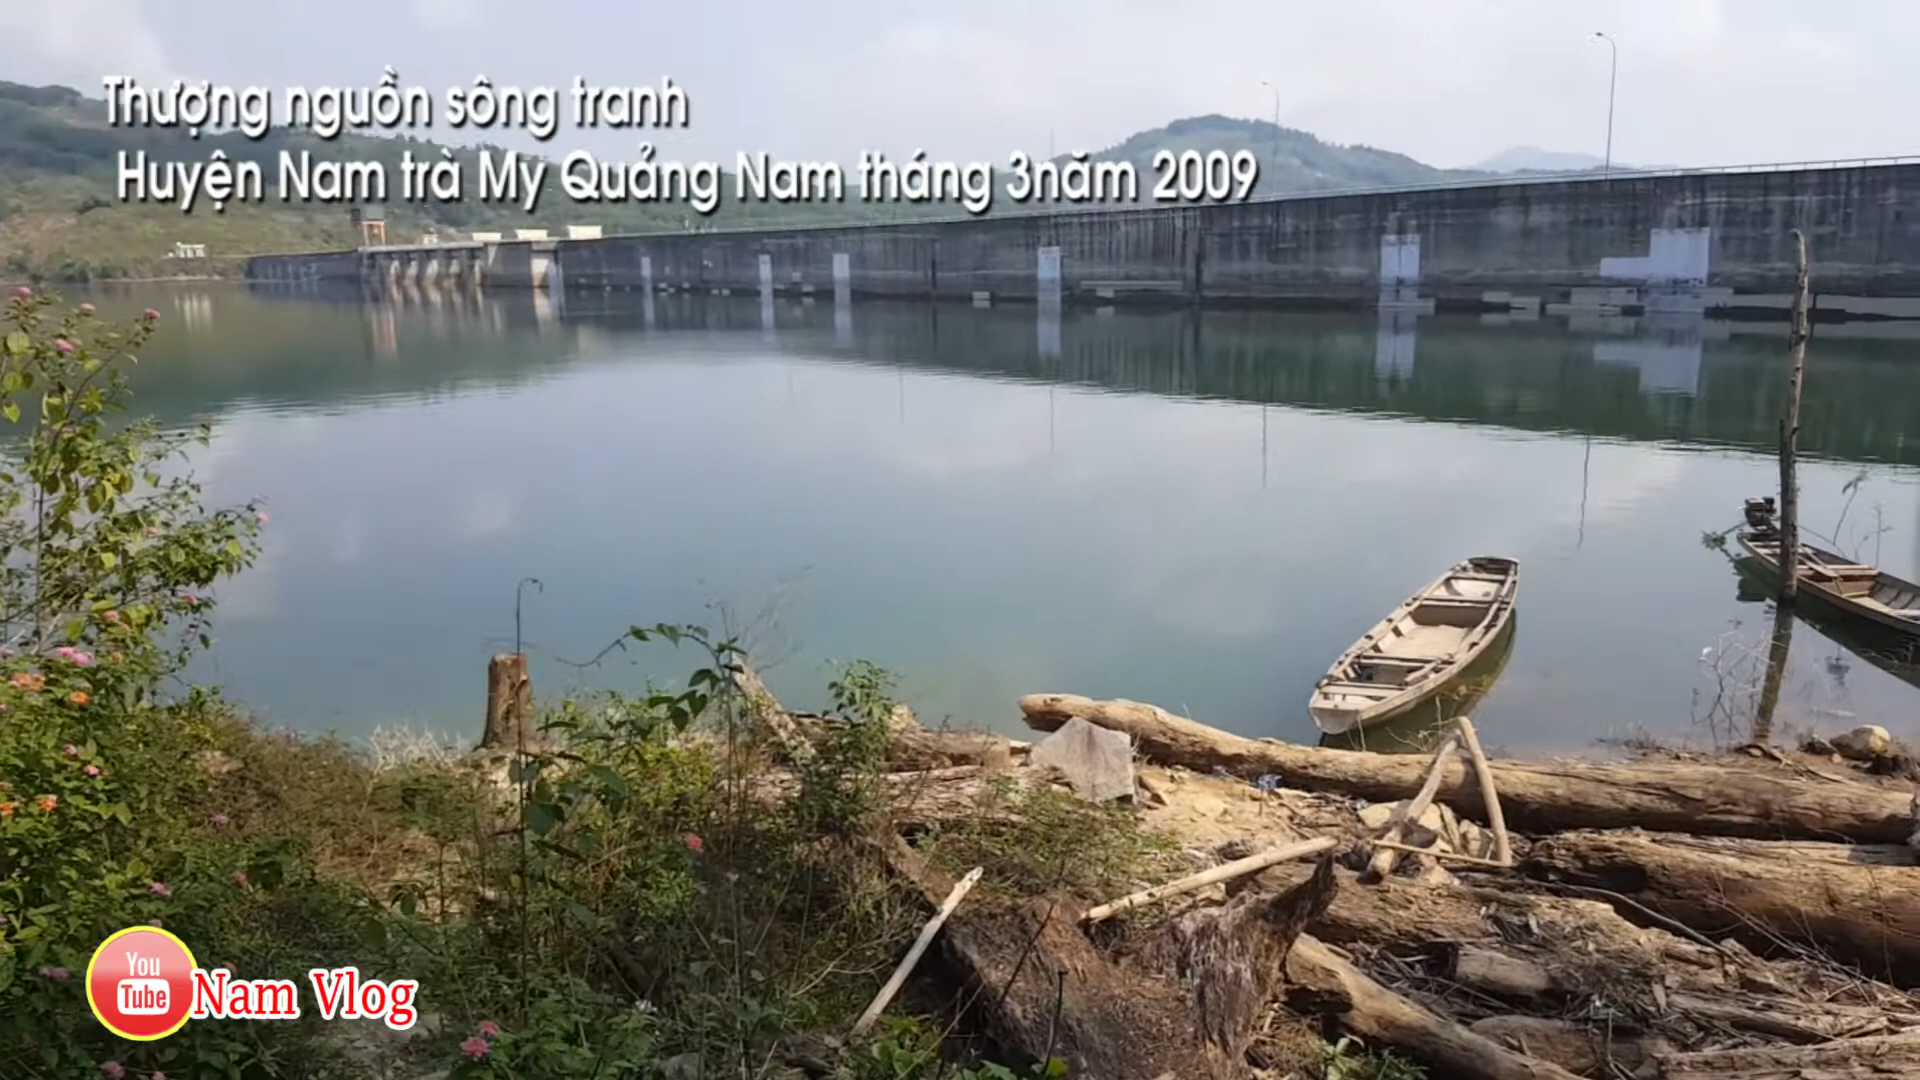 Thượng nguồn sông tranh
Huyện Nam trà My Quảng Nam tháng 3năm 2009
You
Tube
Nam Vlog